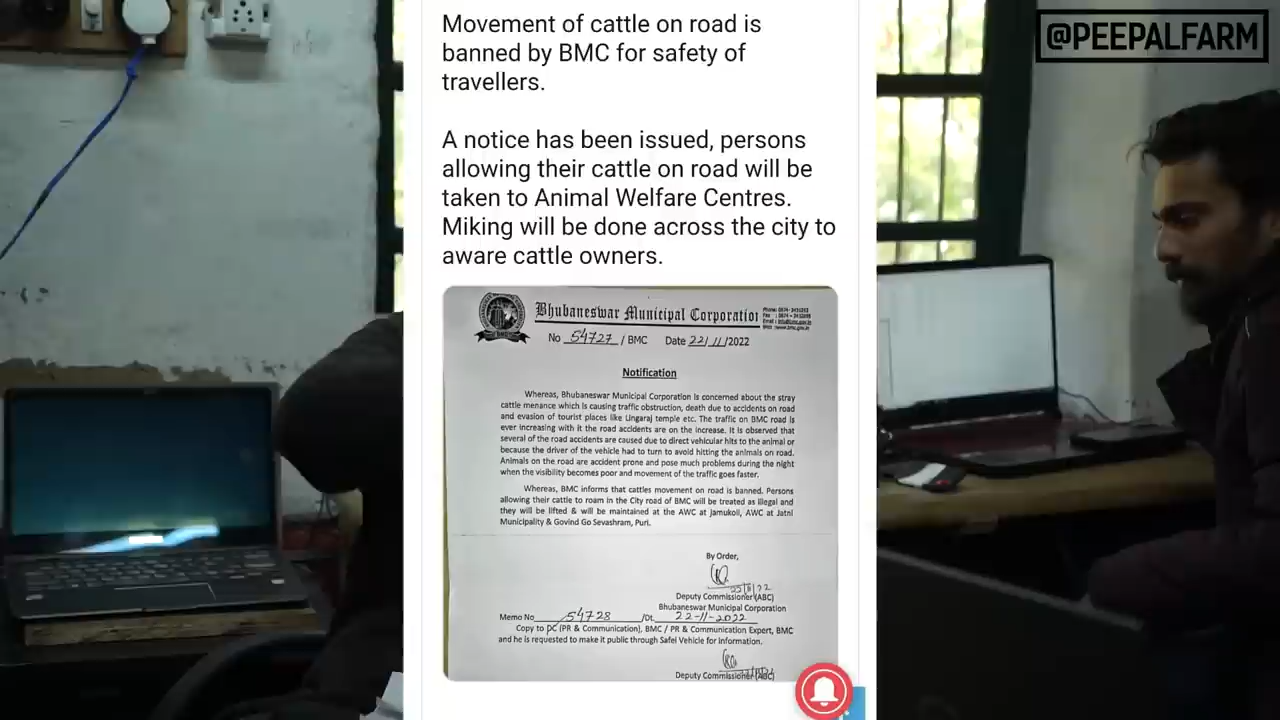 Movement of cattle on road is
banned by BMC for safety of
travellers.
@PEEPALFARM
A notice has been issued, persons
allowing their cattle on road will be
taken to Animal Welfare Centres.
Miking will be done across the city to
aware cattle owners.
Bhubaneswar Municipal Corporation
No 54727 / BMC Date 22/11/2022
Notification
Whereas, Bhubaneswar Municipal Corporation is concerned about the stray
cattle menance which is causing traffic obstruction, death due to accidents on road
and evasion of tourist places like Lingaraj temple etc. The traffic on BMC road is
ever increasing with it the road accidents are on the increase. It is observed that
several of the road accidents are caused due to direct vehicular hits to the animal or
because the driver of the vehicle had to turn to avoid hitting the animals on road.
Animals on the road are accident prone and pose much problems during the night
when the visibility becomes poor and movement of the traffic goes faster.
Whereas, BMC informs that cattles movement on road is banned. Persons
allowing their cattle to roam in the City road of BMC will be treated as illegal and
they will be lifted & will be maintained at the AWC at Jamukoli, AWC at Jatni
Municipality & Govind Go Sevashram, Puri.
By Order,
Deputy Commissioner (ABC)
Bhubaneswar Municipal Corporation
Memo No 54728 /Dt. 22-11-2022
Copy to PC (PR & Communication), BMC / PR & Communication Expert, BMC
and he is requested to make it public through Safei Vehicle for information.
Deputy Commissioner (ABC)